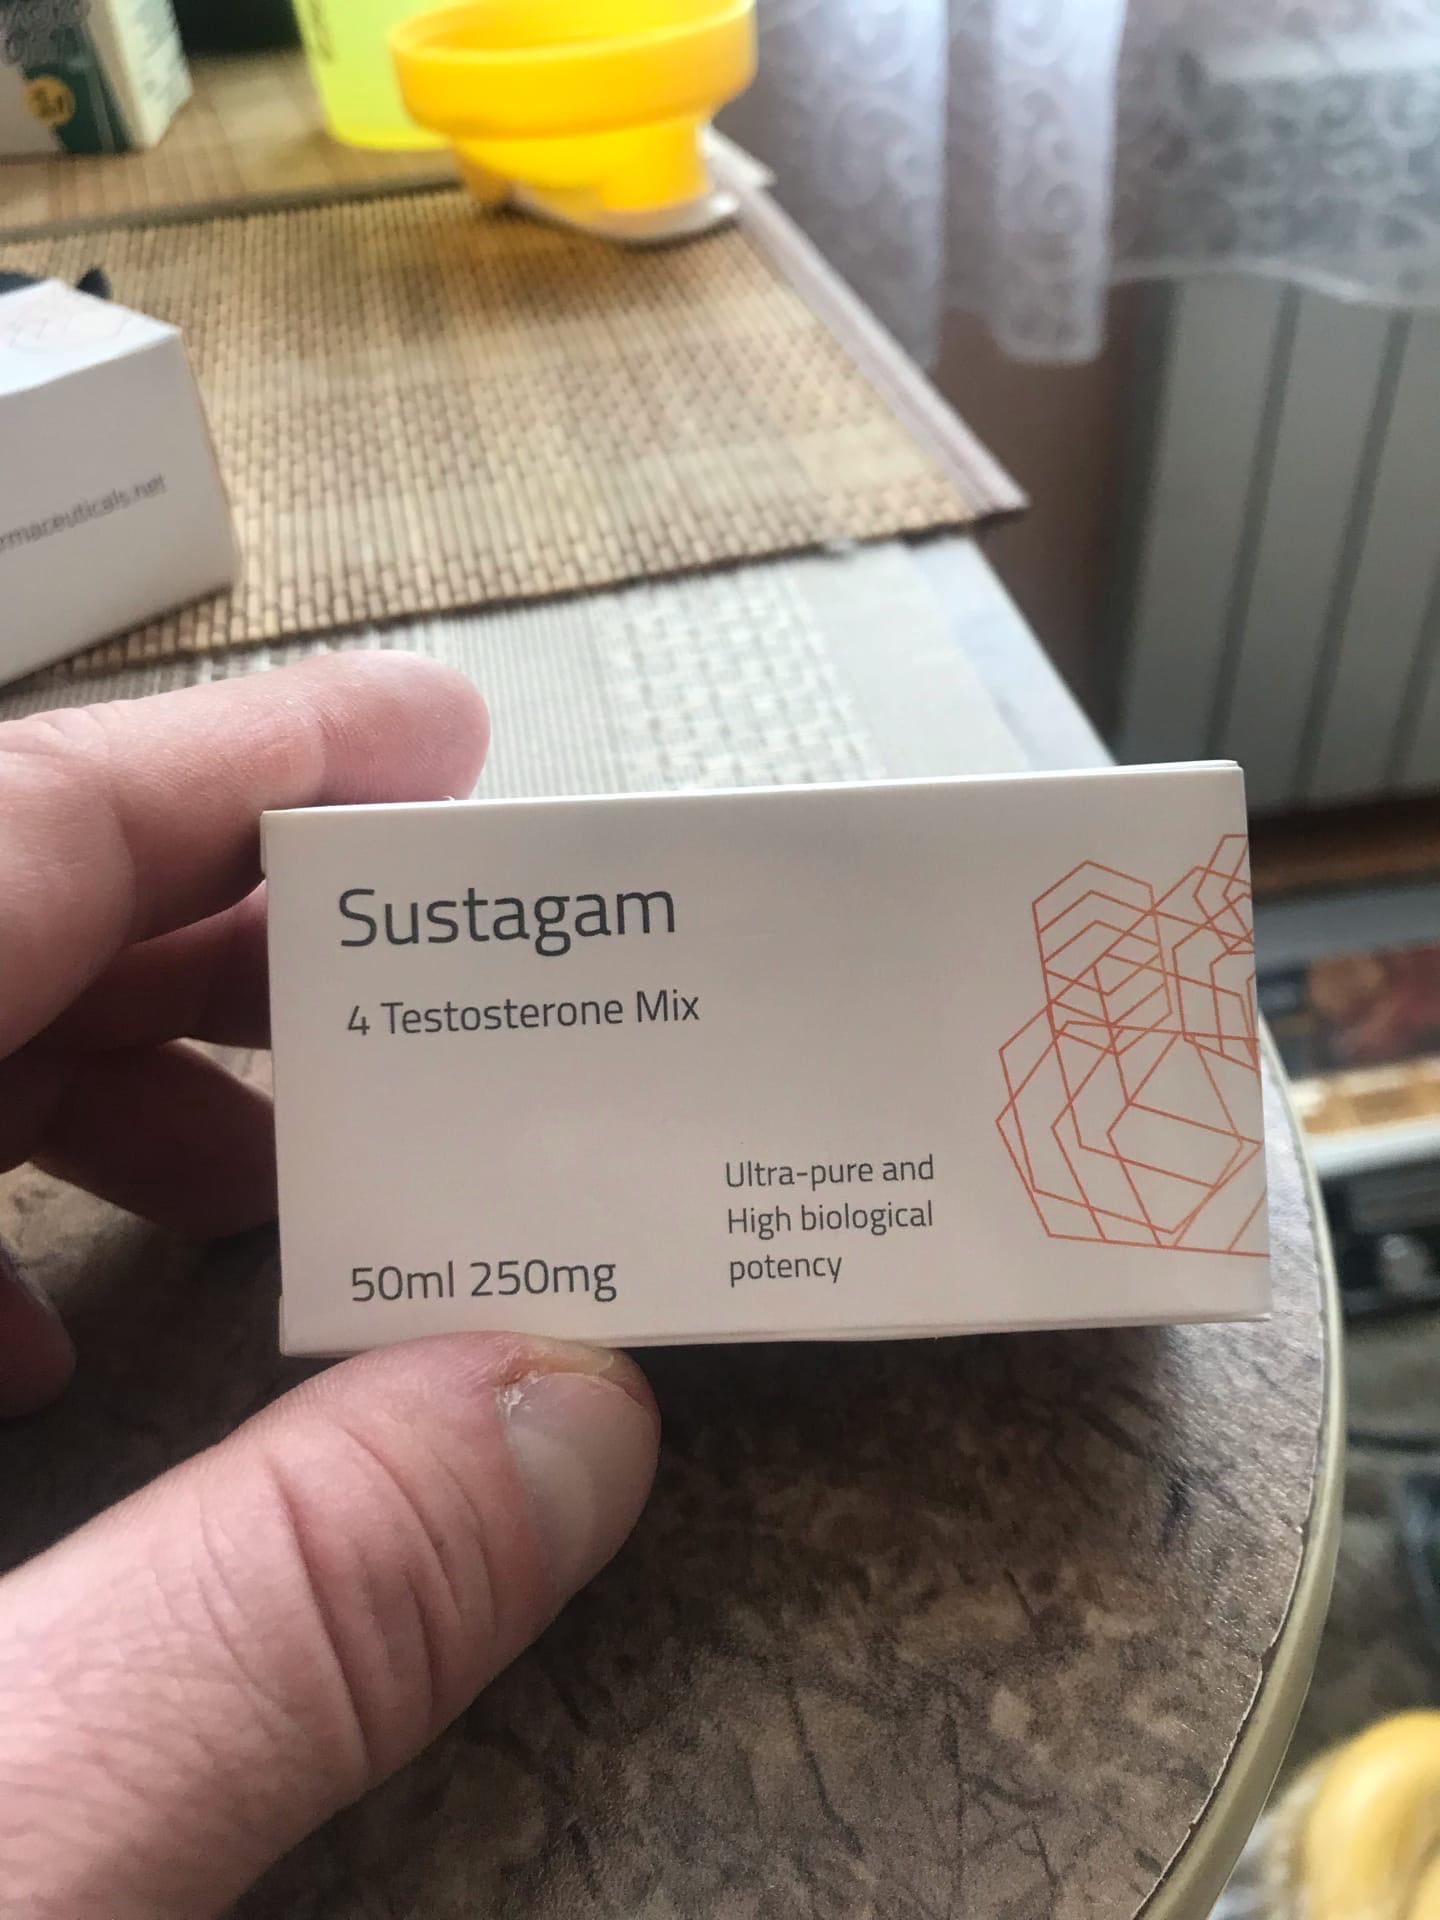 rmaceuticals.net
Sustagam
4 Testosterone Mix
Ultra-pure and
High biological
potency
50ml 250mg